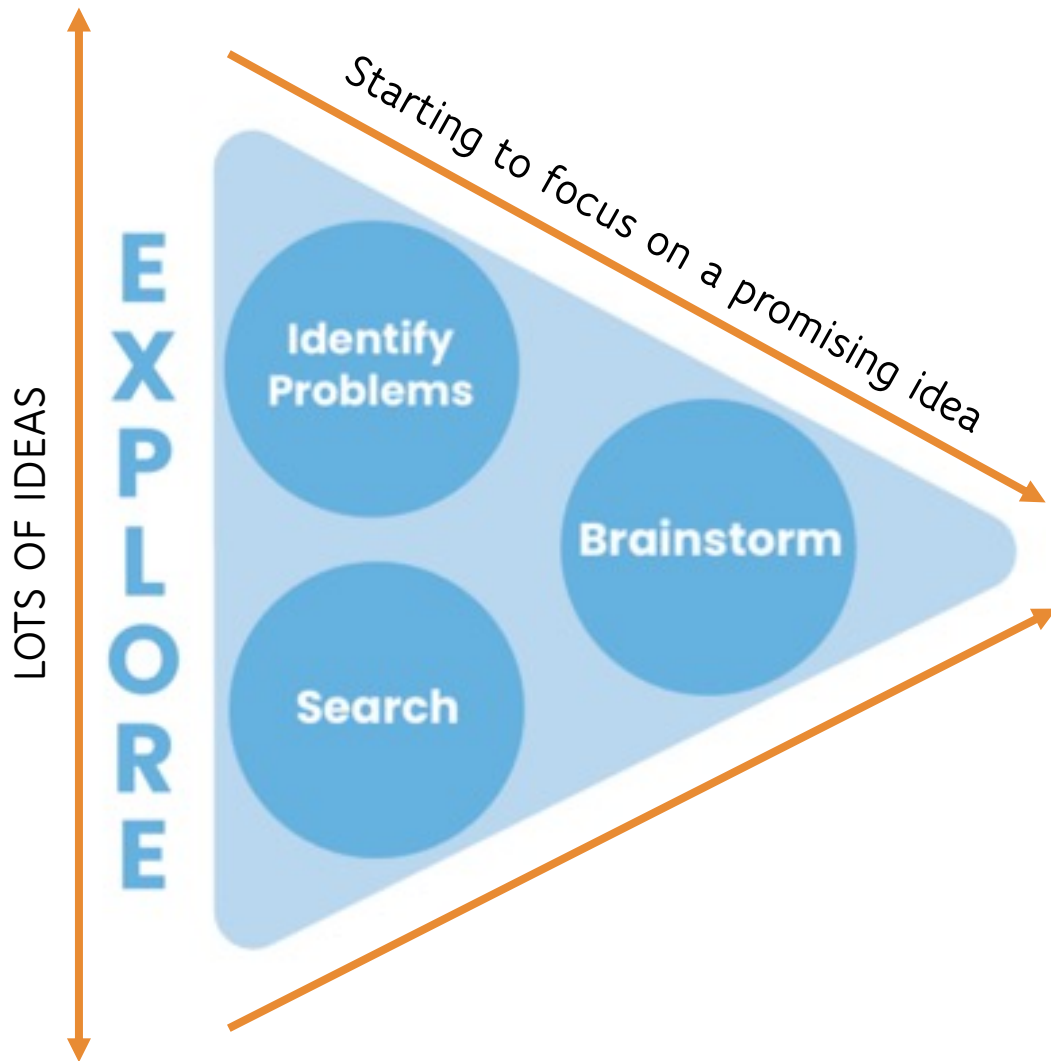 LOTS OF IDEAS
EXPLORE
Starting to focus on a promising idea
Identify
Problems
Brainstorm
Search